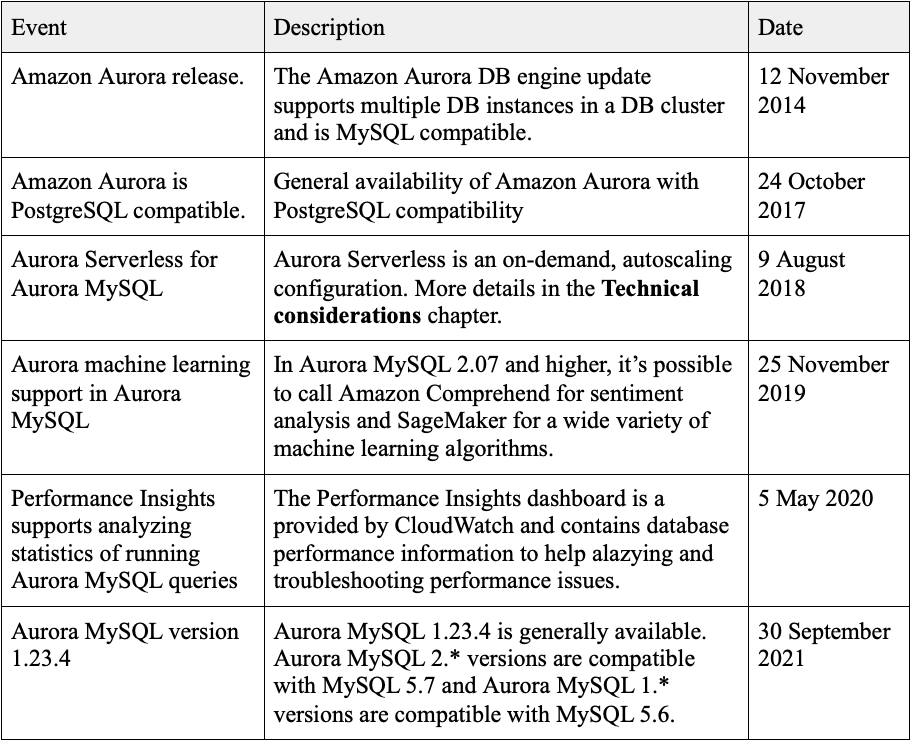 Event
Description
Date
Amazon Aurora release.
The Amazon Aurora DB engine update
supports multiple DB instances in a DB cluster
and is MySQL compatible.
12 November
2014
Amazon Aurora is
PostgreSQL compatible.
General availability of Amazon Aurora with
PostgreSQL compatibility
24 October
2017
Aurora Serverless for
Aurora MySQL
Aurora Serverless is an on-demand, autoscaling
configuration. More details in the Technical
considerations chapter.
9 August
2018
Aurora machine learning
support in Aurora
MySQL
In Aurora MySQL 2.07 and higher, it’s possible
to call Amazon Comprehend for sentiment
analysis and SageMaker for a wide variety of
machine learning algorithms.
25 November
2019
Performance Insights
supports analyzing
statistics of running
Aurora MySQL queries
The Performance Insights dashboard is a
provided by CloudWatch and contains database
performance information to help alazying and
troubleshooting performance issues.
5 May 2020
Aurora MySQL version
1.23.4
Aurora MySQL 1.23.4 is generally available.
Aurora MySQL 2.* versions are compatible
with MySQL 5.7 and Aurora MySQL 1.*
versions are compatible with MySQL 5.6.
30 September
2021